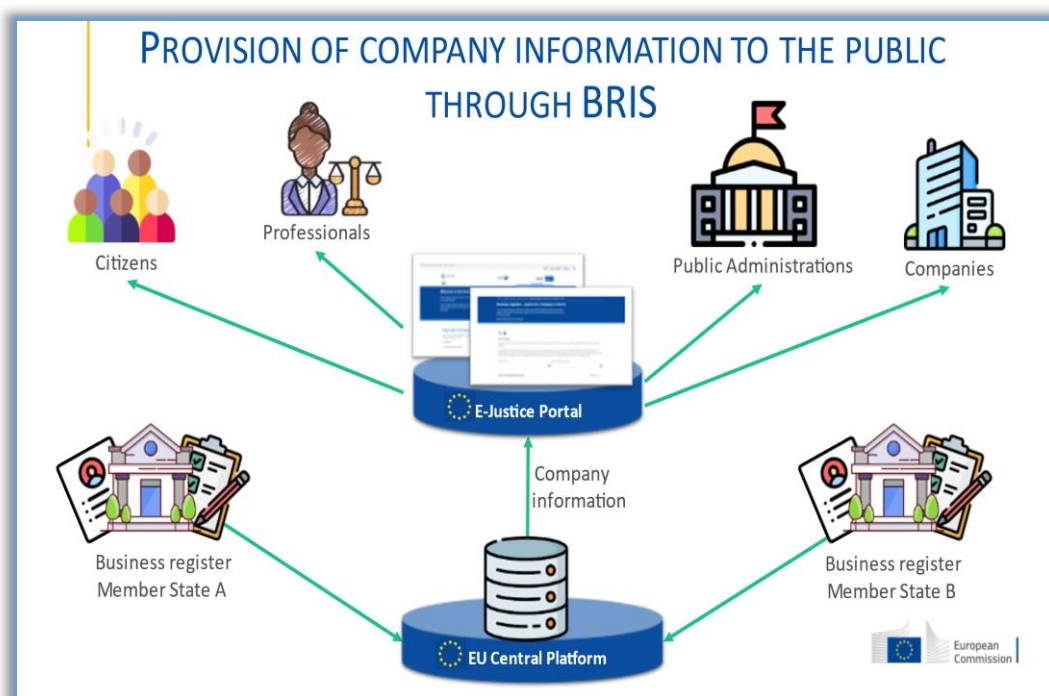 PROVISION OF COMPANY INFORMATION TO THE PUBLIC
THROUGH BRIS
Citizens
Professionals
Public Administrations
Companies
E-Justice Portal
Company
information
Business register
Member State A
Business register
Member State B
EU Central Platform
European
Commission